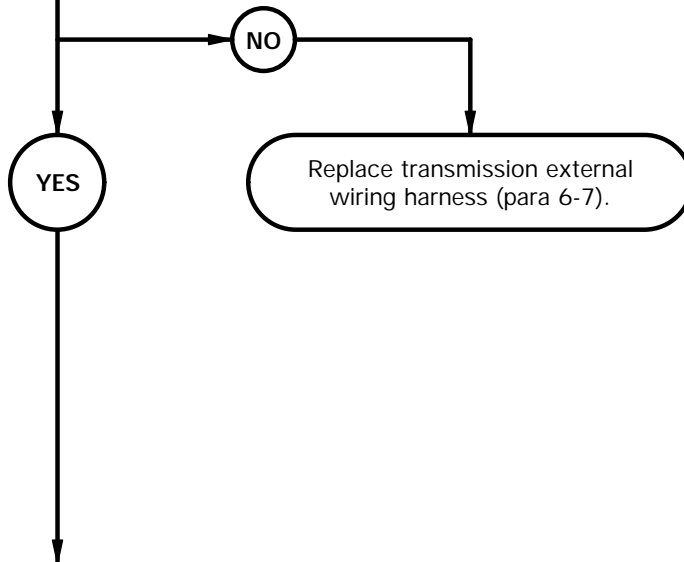 NO
YES
Replace transmission external
wiring harness (para 6-7).